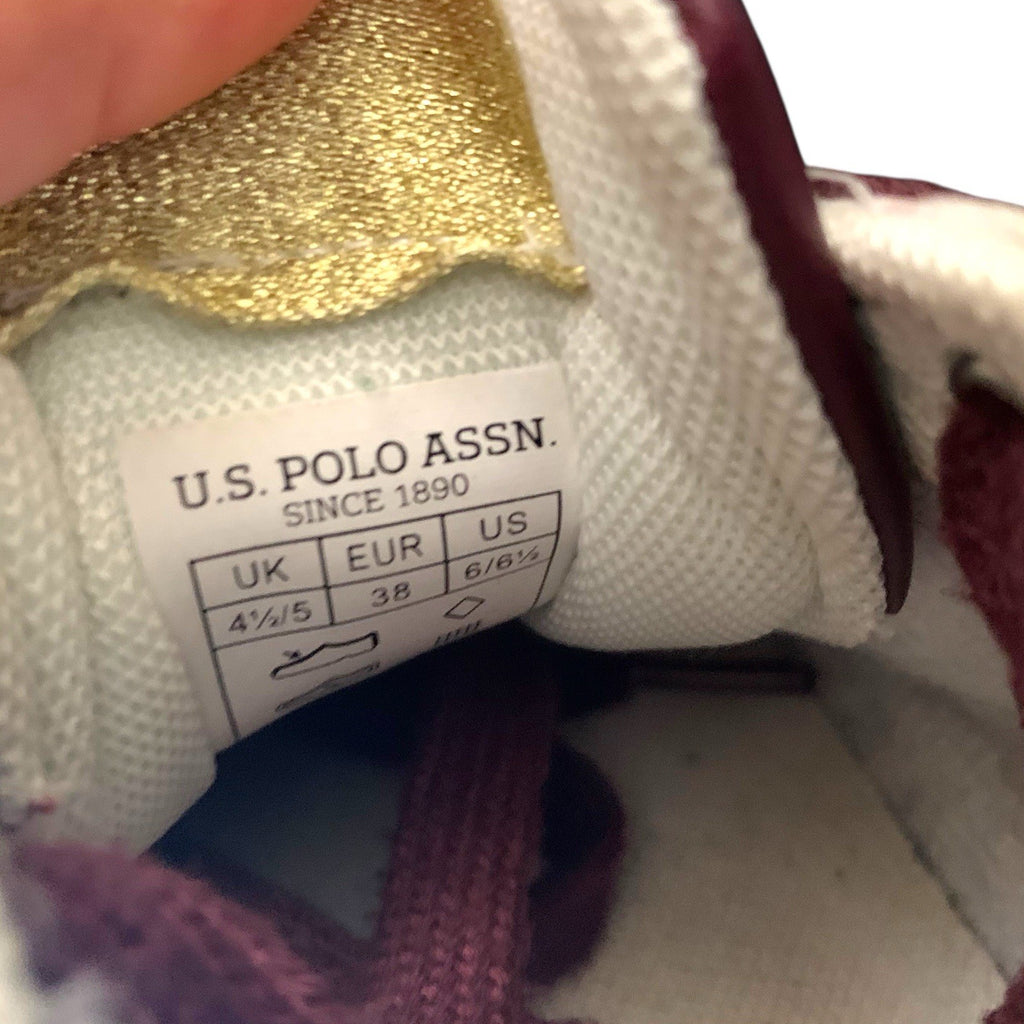 U.S. POLO ASSN.
SINCE 1890
UK EUR US
4½/5 38 6/6½